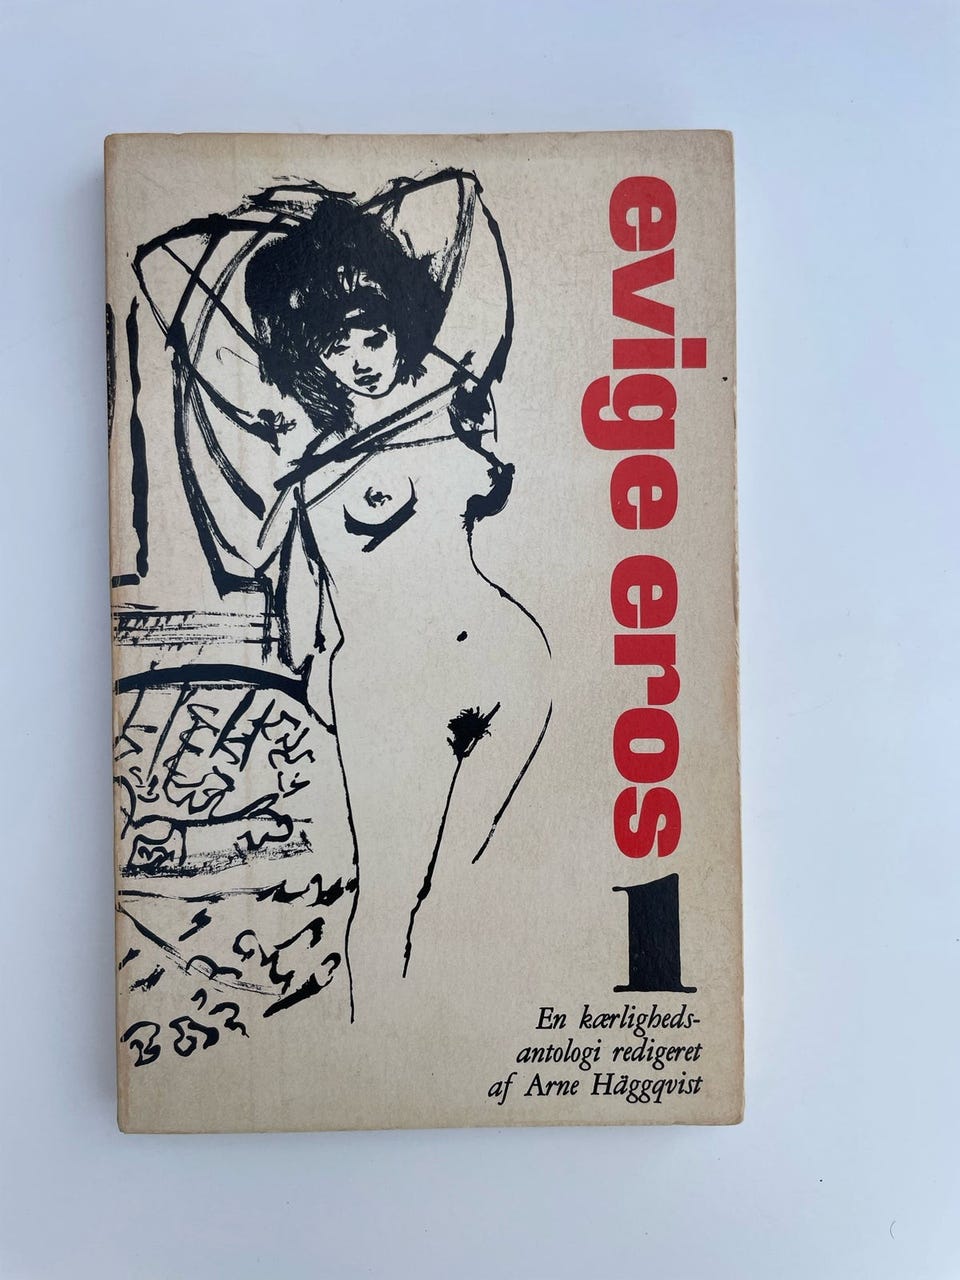 evige eros
1
En kærligheds-
antologi redigeret
af Arne Häggqvist